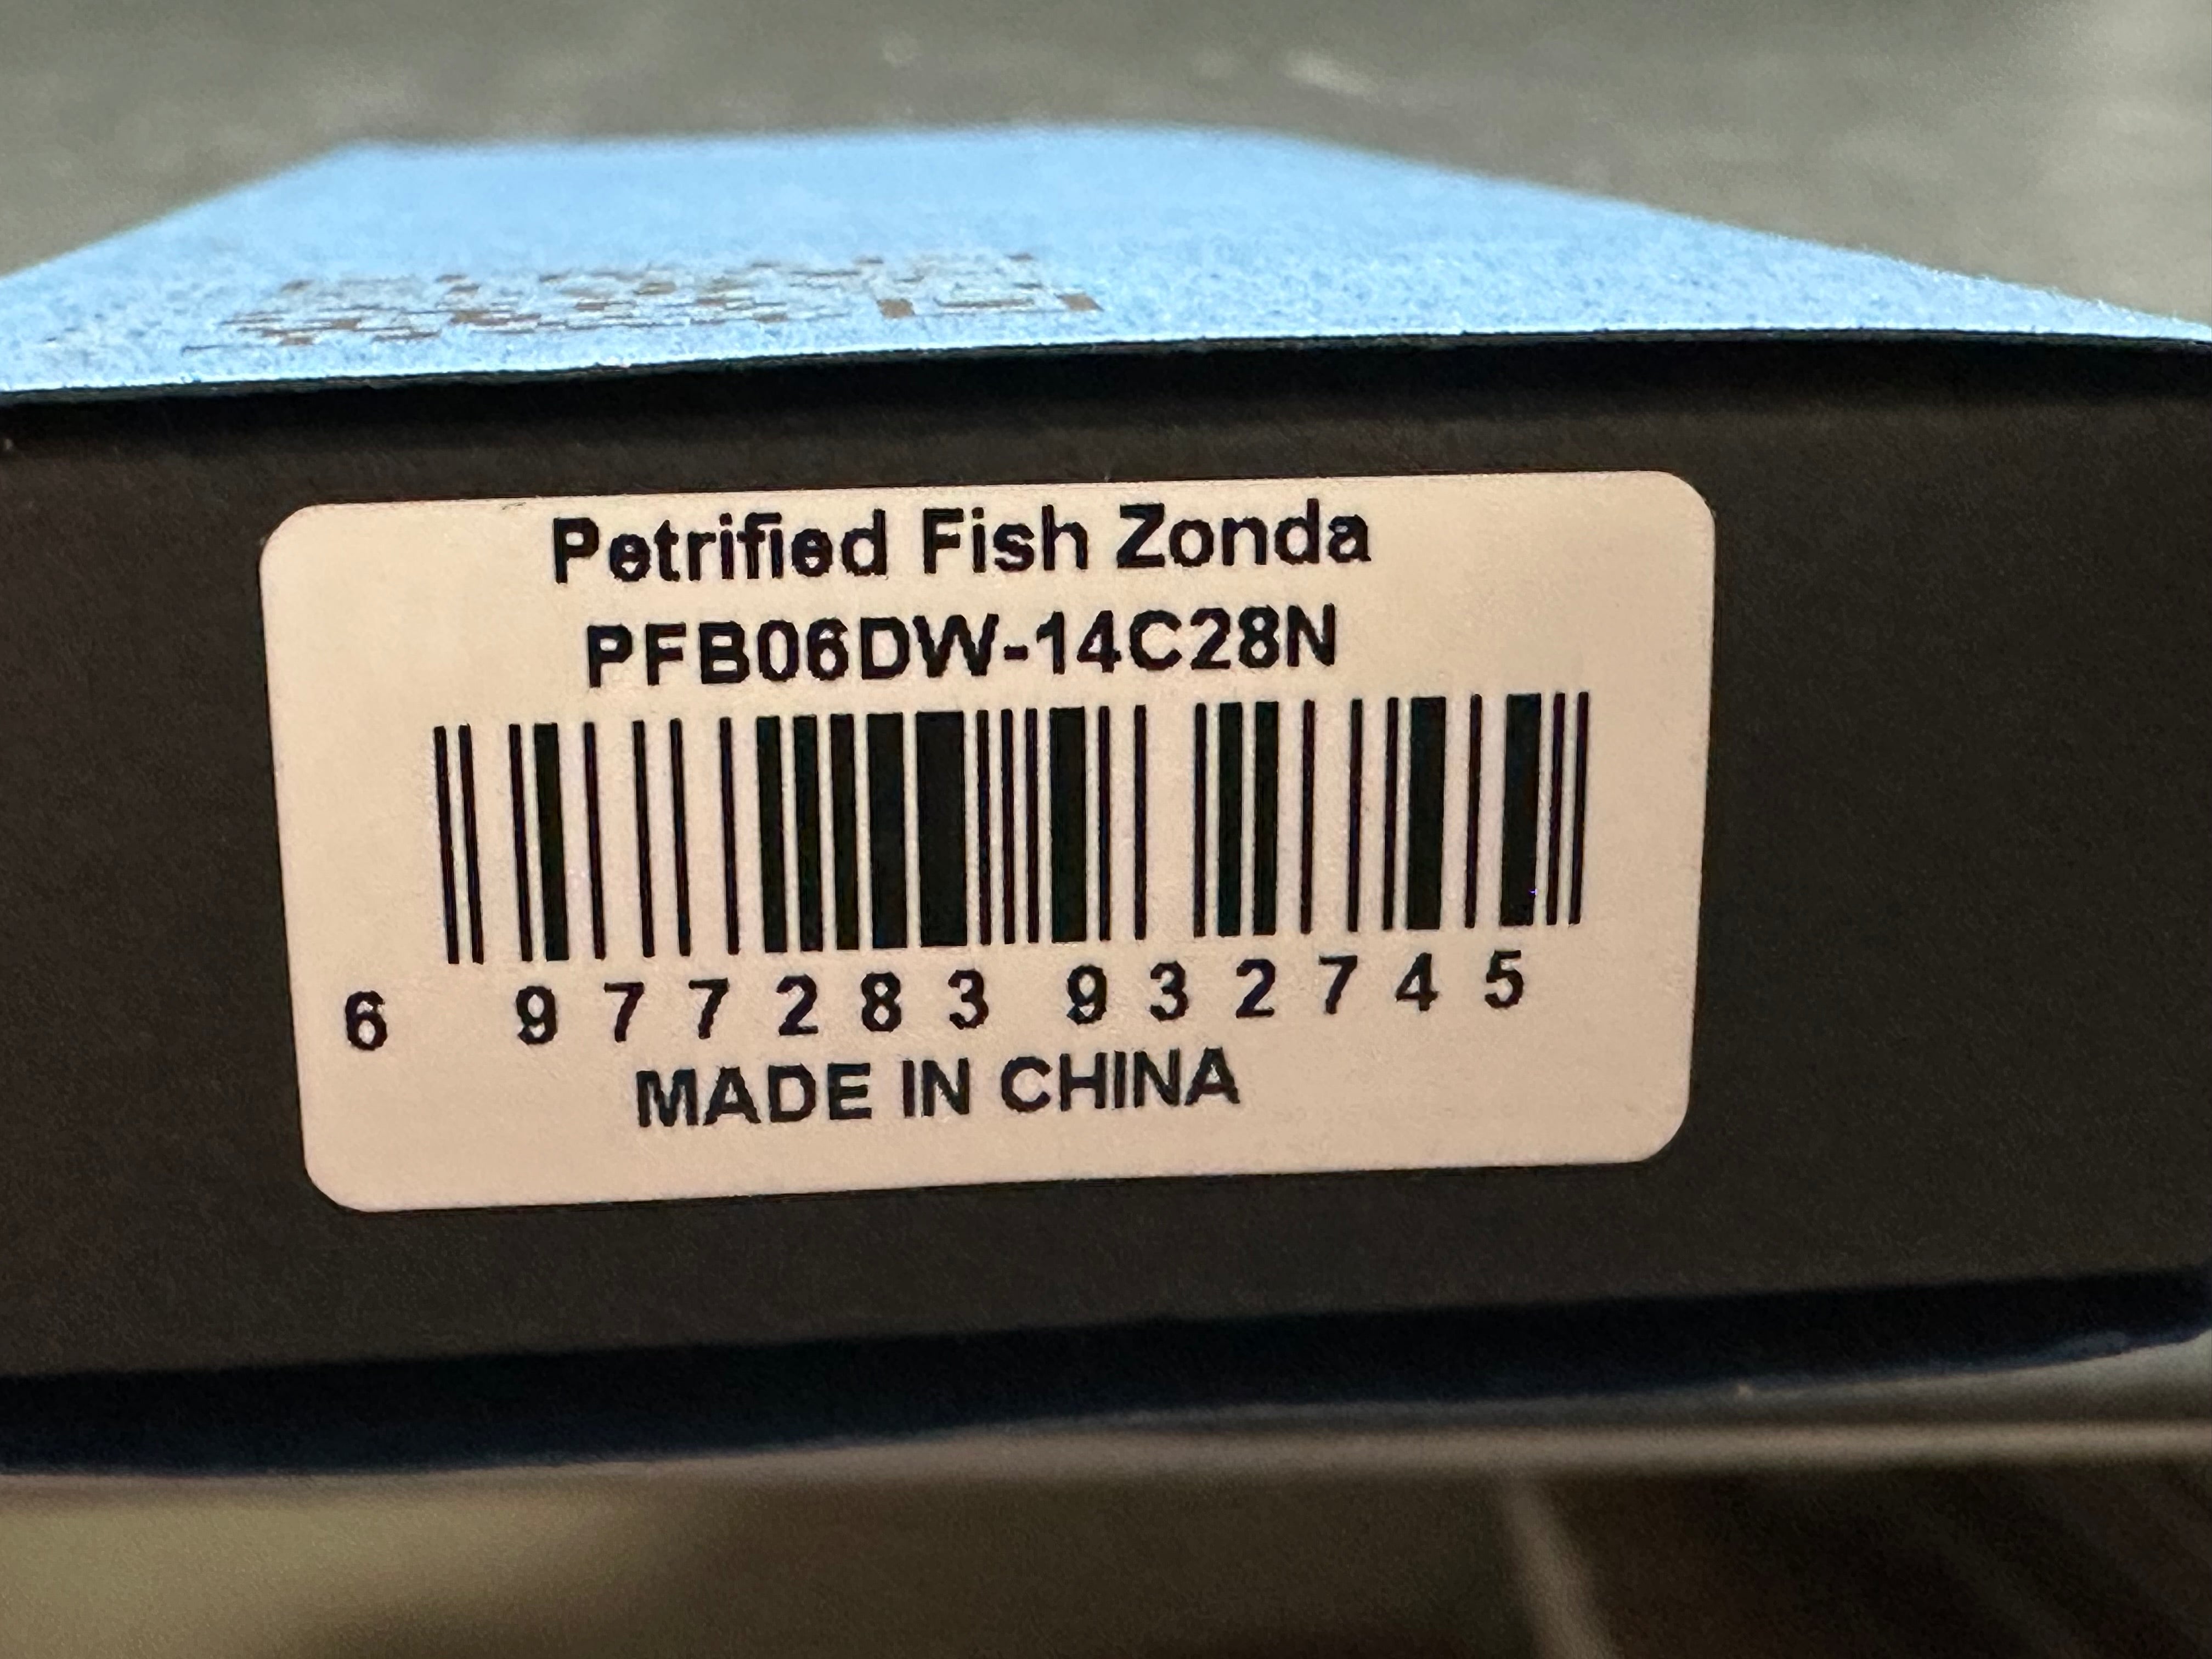 Petrified Fish Zonda
PFB06DW-14C28N
6 977283 932745
MADE IN CHINA